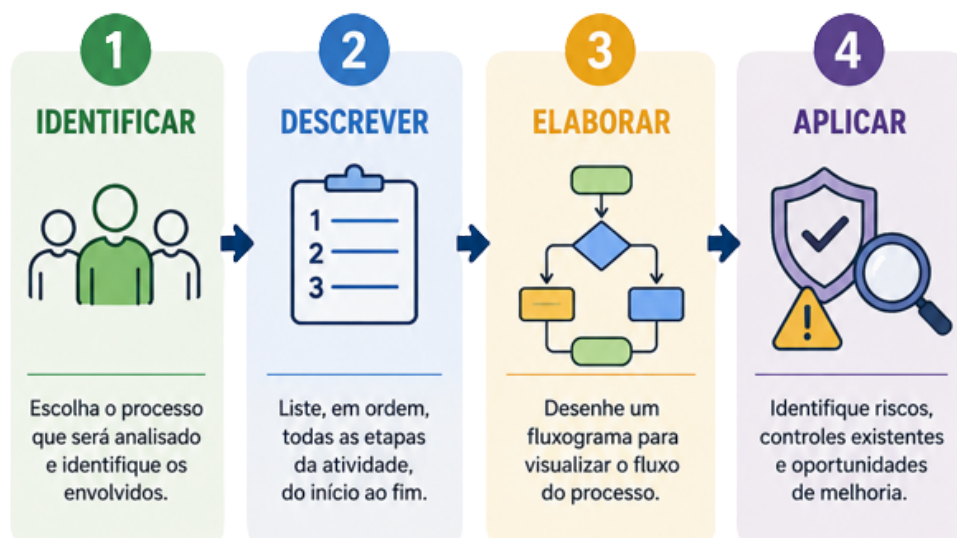 1
IDENTIFICAR
Escolha o processo
que será analisado
e identifique os
envolvidos.
2
DESCREVER
1
2
3
Liste, em ordem,
todas as etapas
da atividade,
do início ao fim.
3
ELABORAR
Desenhe um
fluxograma para
visualizar o fluxo
do processo.
4
APLICAR
!
Identifique riscos,
controles existentes
e oportunidades
de melhoria.